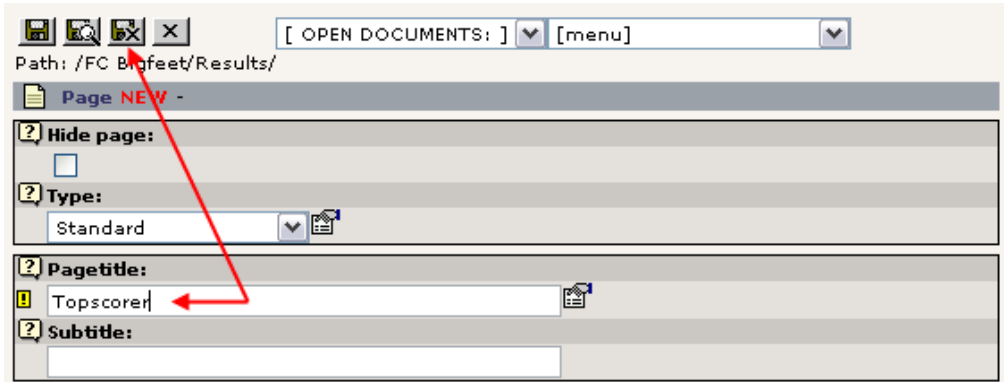 [ OPEN DOCUMENTS: ] [menu]
Path: /FC Bigfeet/Results/
Page NEW -
Hide page:
Type:
Standard
Pagetitle:
Topscorer
Subtitle: